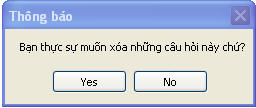 Thông báo
Bạn thực sự muốn xóa những câu hỏi này chứ?
Yes
No